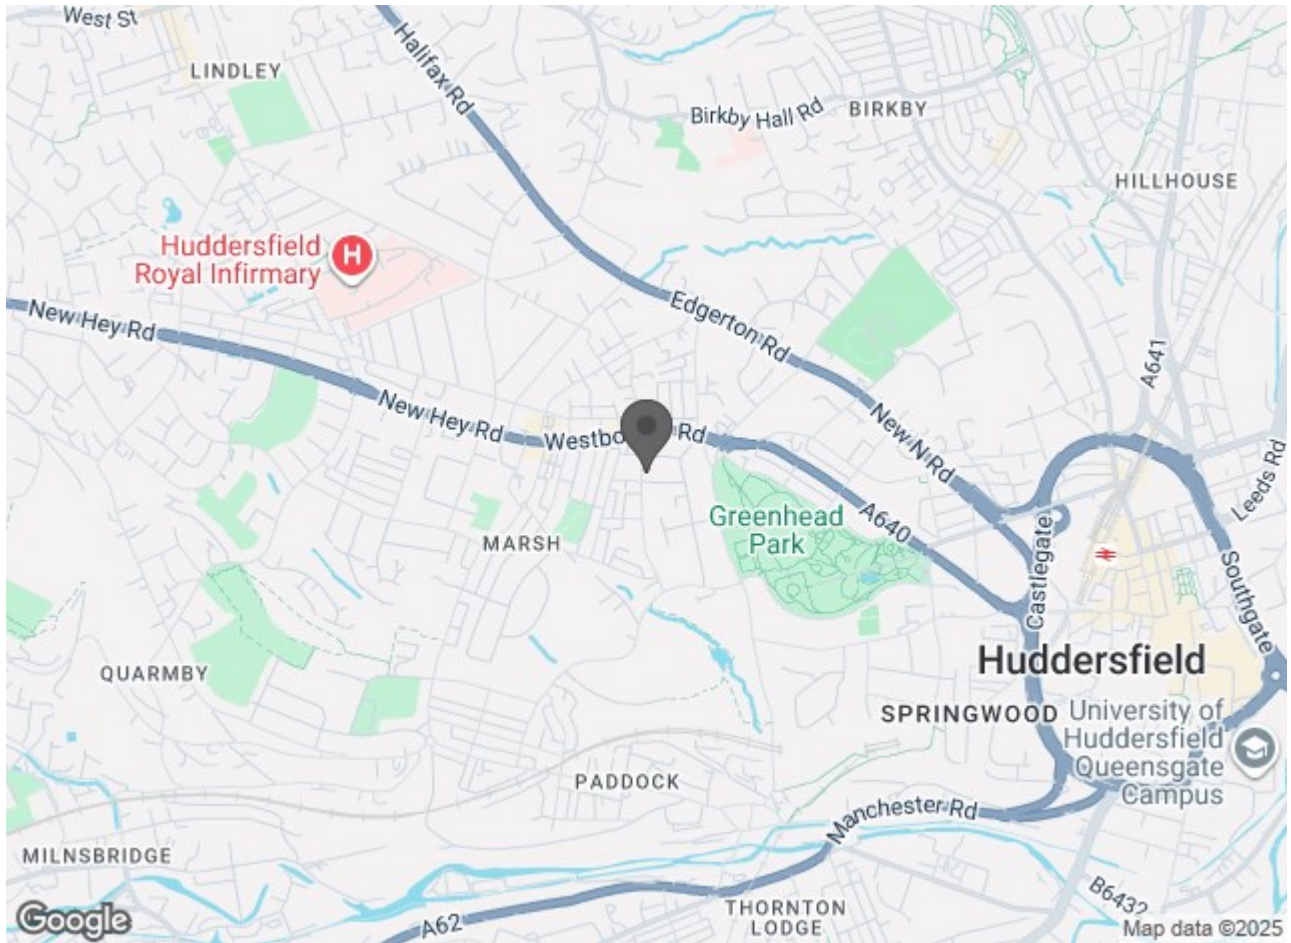 West St
LINDLEY
Halifax Rd
Birkby Hall Rd
BIRKBY
HILLHOUSE
Huddersfield
Royal Infirmary
H
New Hey Rd
Edgerton Rd
A641
New Hey Rd
Rd
New N Rd
Leeds Rd
Greenhead
Park
A640
MARSH
Castlegate
Southgate
QUARMBY
Huddersfield
SPRINGWOOD
University of
Huddersfield
Queensgate
Campus
PADDOCK
Manchester Rd
MILNSBRIDGE
B6432
THORNTON
LODGE
A62
Google
Map data ©2025